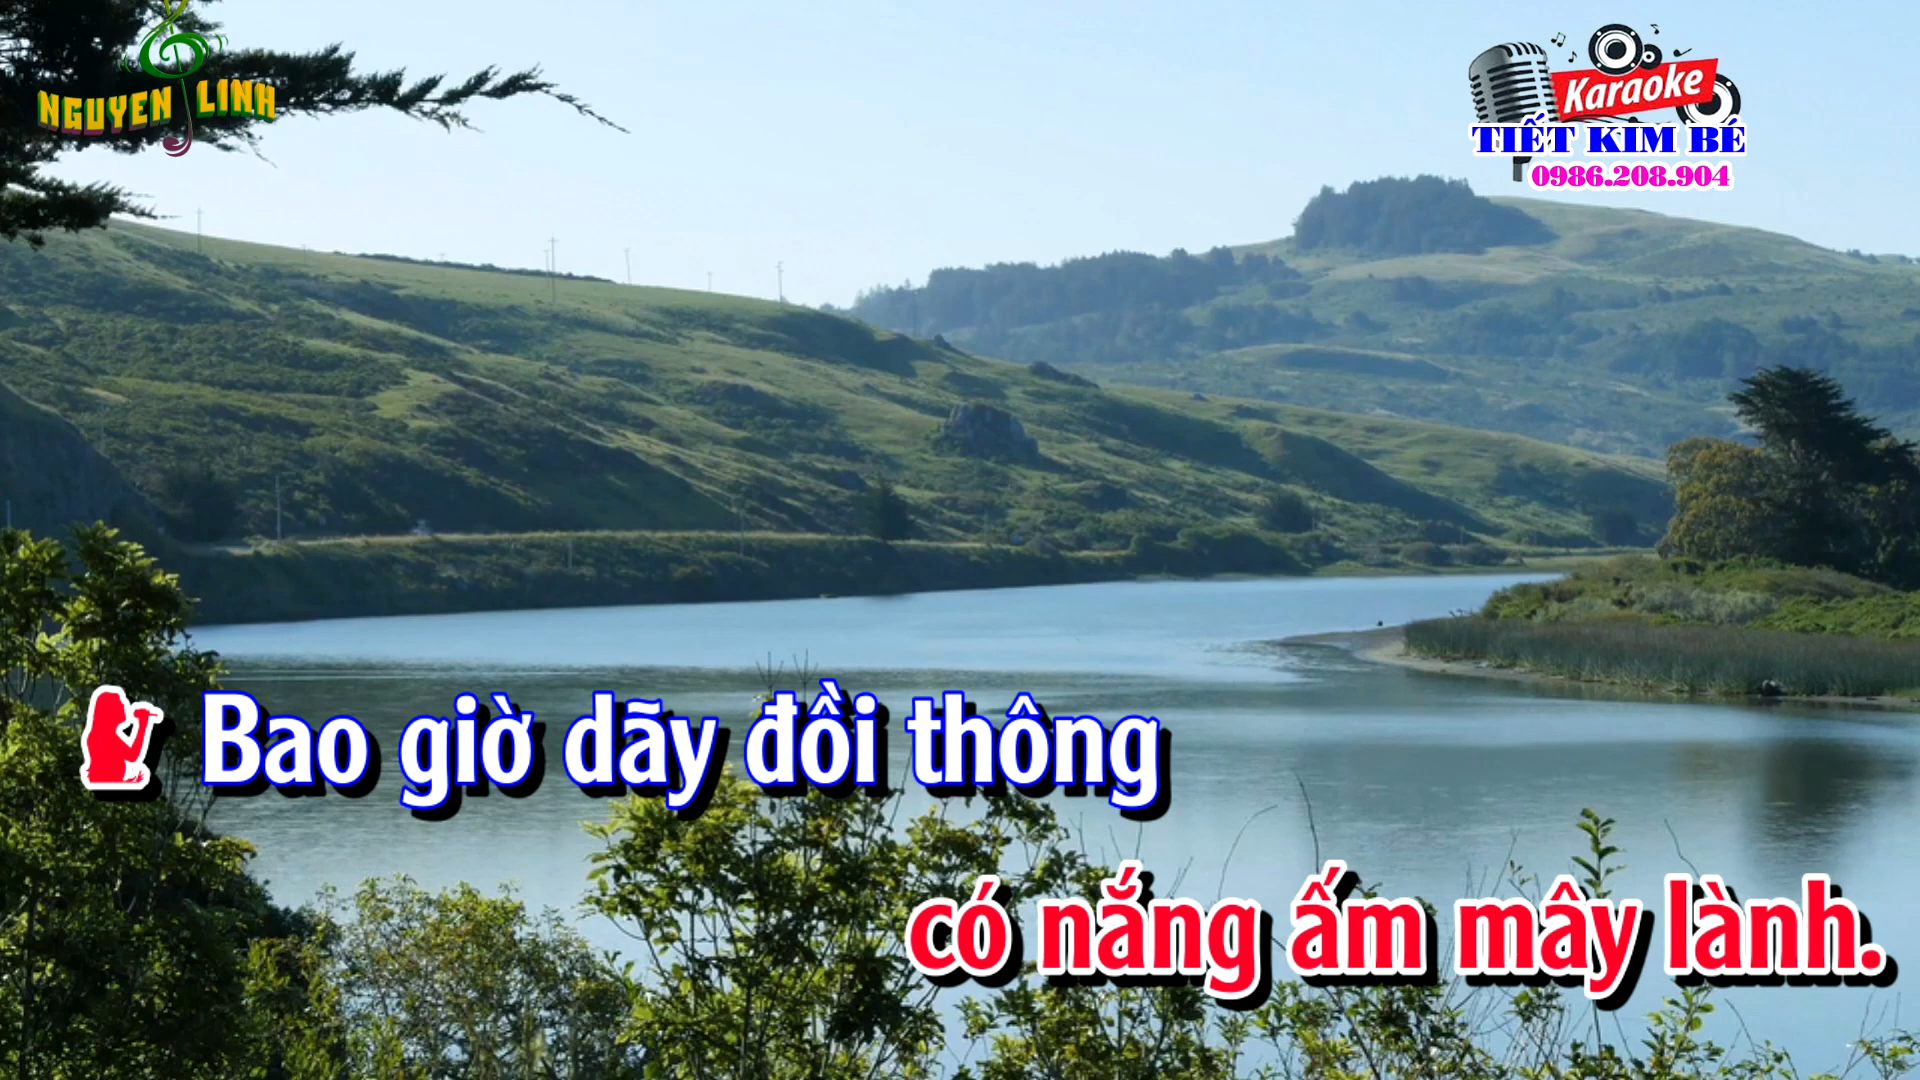 NGUYEN LINH
Karaoke
TIẾT KIM BÉ
0986.208.904
Bao giờ dãy đồi thông
có nắng ấm mây lành.